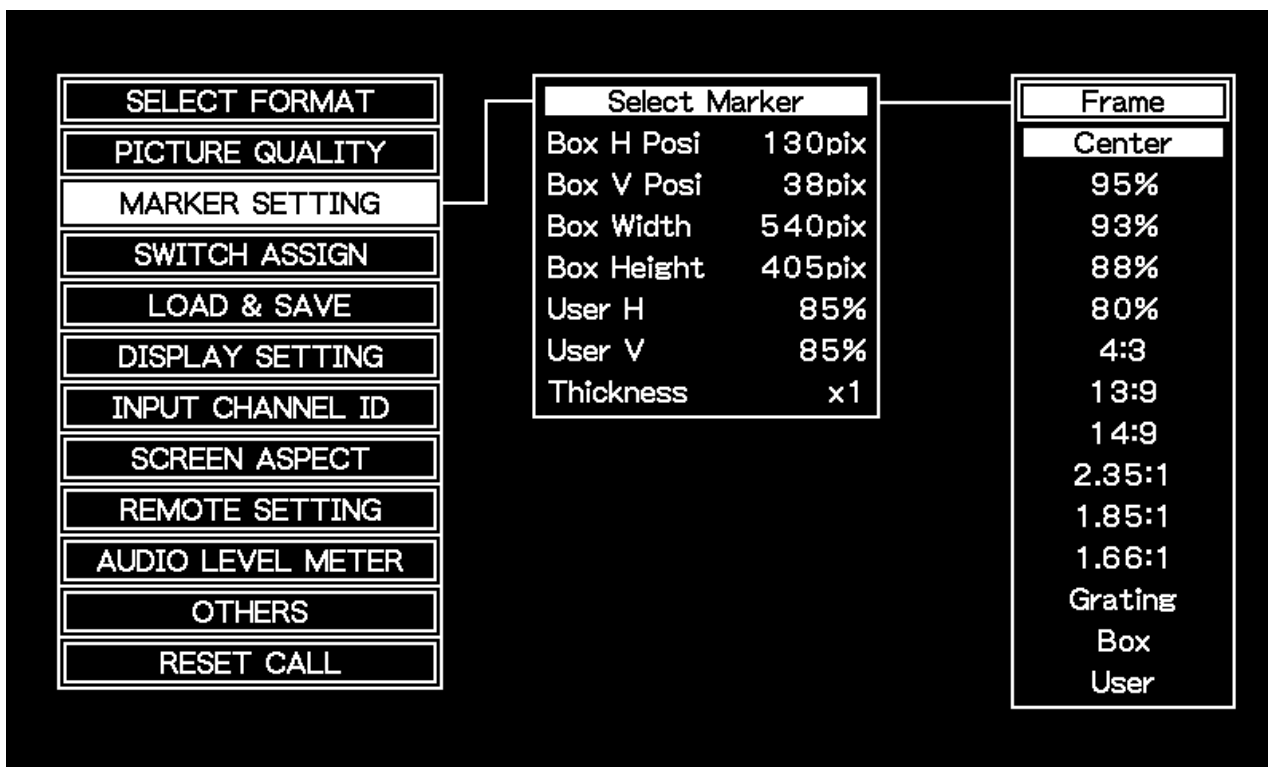 SELECT FORMAT
PICTURE QUALITY
MARKER SETTING
SWITCH ASSIGN
LOAD & SAVE
DISPLAY SETTING
INPUT CHANNEL ID
SCREEN ASPECT
REMOTE SETTING
AUDIO LEVEL METER
OTHERS
RESET CALL
Select Marker
Box H Posi 130pix
Box V Posi 38pix
Box Width 540pix
Box Height 405pix
User H 85%
User V 85%
Thickness x1
Frame
Center
95%
93%
88%
80%
4:3
13:9
14:9
2.35:1
1.85:1
1.66:1
Grating
Box
User